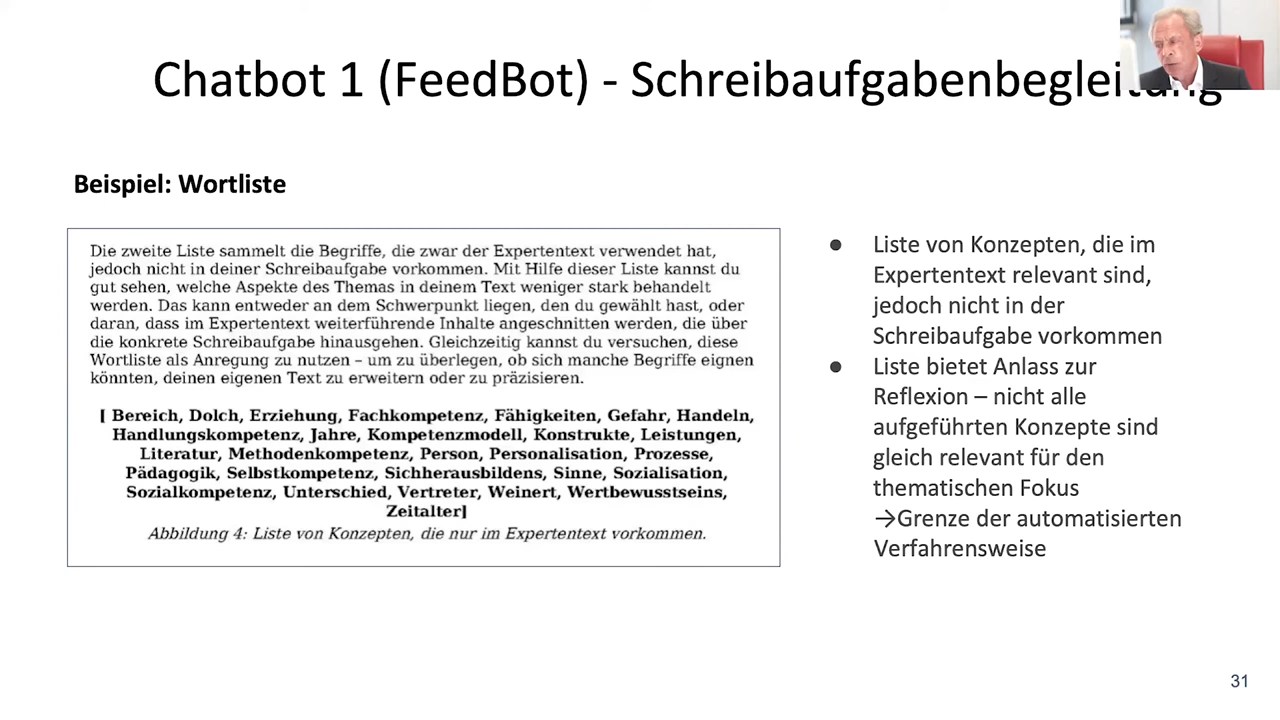 Chatbot 1 (FeedBot) - Schreibaufgabenbegleitung
Beispiel: Wortliste
Die zweite Liste sammelt die Begriffe, die zwar der Expertentext verwendet hat,
jedoch nicht in deiner Schreibaufgabe vorkommen. Mit Hilfe dieser Liste kannst du
gut sehen, welche Aspekte des Themas in deinem Text weniger stark behandelt
werden. Das kann entweder an dem Schwerpunkt liegen, den du gewählt hast, oder
daran, dass im Expertentext weiterführende Inhalte angeschnitten werden, die über
die konkrete Schreibaufgabe hinausgehen. Gleichzeitig kannst du versuchen, diese
Wortliste als Anregung zu nutzen – um zu überlegen, ob sich manche Begriffe eignen
könnten, deinen eigenen Text zu erweitern oder zu präzisieren.
[ Bereich, Dolch, Erziehung, Fachkompetenz, Fähigkeiten, Gefahr, Handeln,
Handlungskompetenz, Jahre, Kompetenzmodell, Konstrukte, Leistungen,
Literatur, Methodenkompetenz, Person, Personalisation, Prozesse,
Pädagogik, Selbstkompetenz, Sichherausbildens, Sinne, Sozialisation,
Sozialkompetenz, Unterschied, Vertreter, Weinert, Wertbewusstseins,
Zeitalter]
Abbildung 4: Liste von Konzepten, die nur im Expertentext vorkommen.
● Liste von Konzepten, die im
Expertentext relevant sind,
jedoch nicht in der
Schreibaufgabe vorkommen
● Liste bietet Anlass zur
Reflexion – nicht alle
aufgeführten Konzepte sind
gleich relevant für den
thematischen Fokus
→Grenze der automatisierten
Verfahrensweise
31